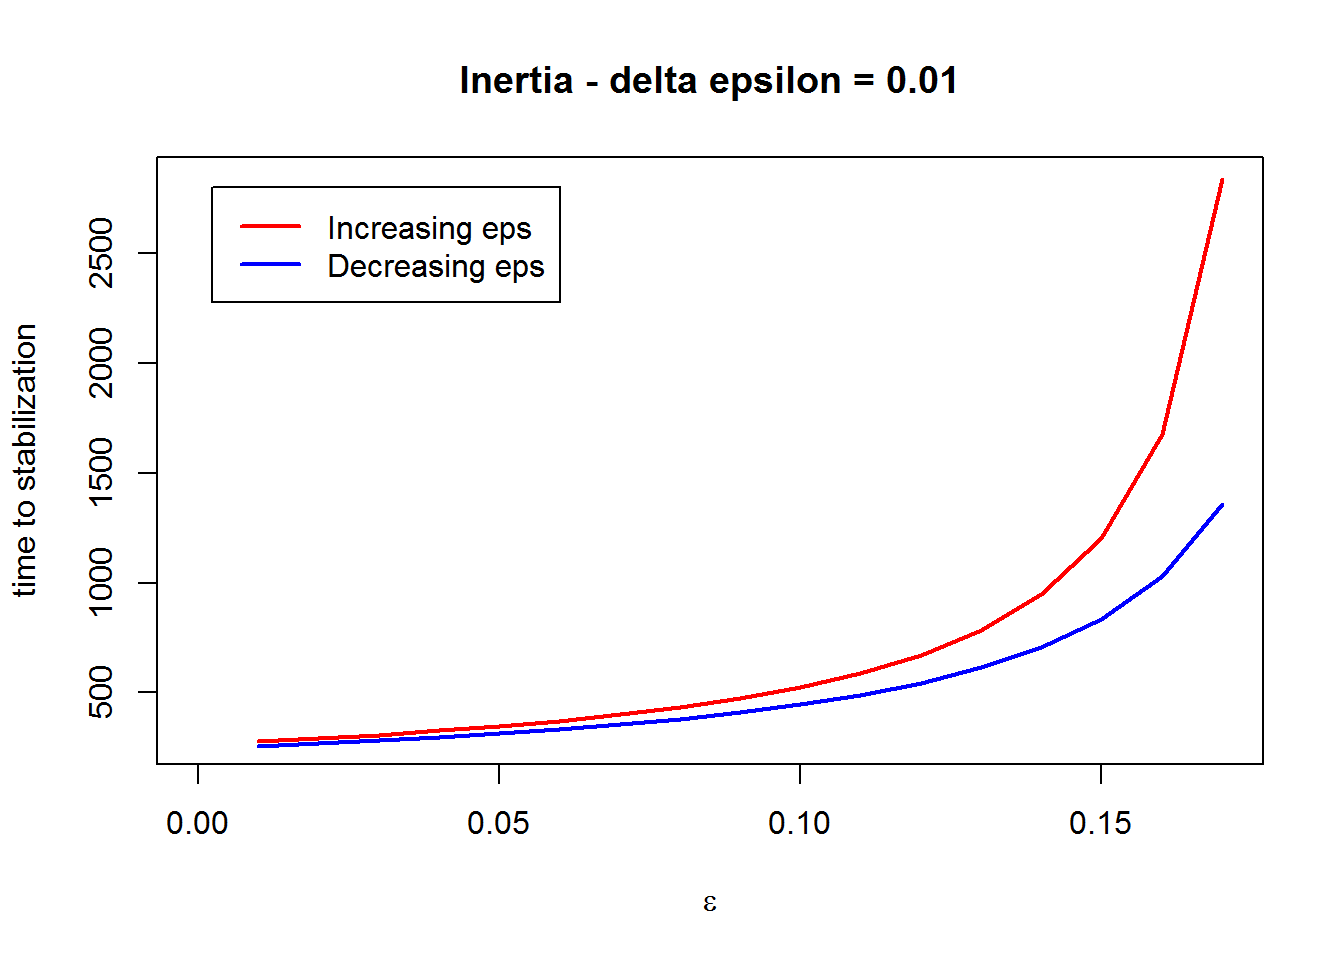 Inertia - delta epsilon = 0.01
Increasing eps
Decreasing eps
time to stabilization
2500
2000
1500
1000
500
0.00 0.05 0.10 0.15
ε